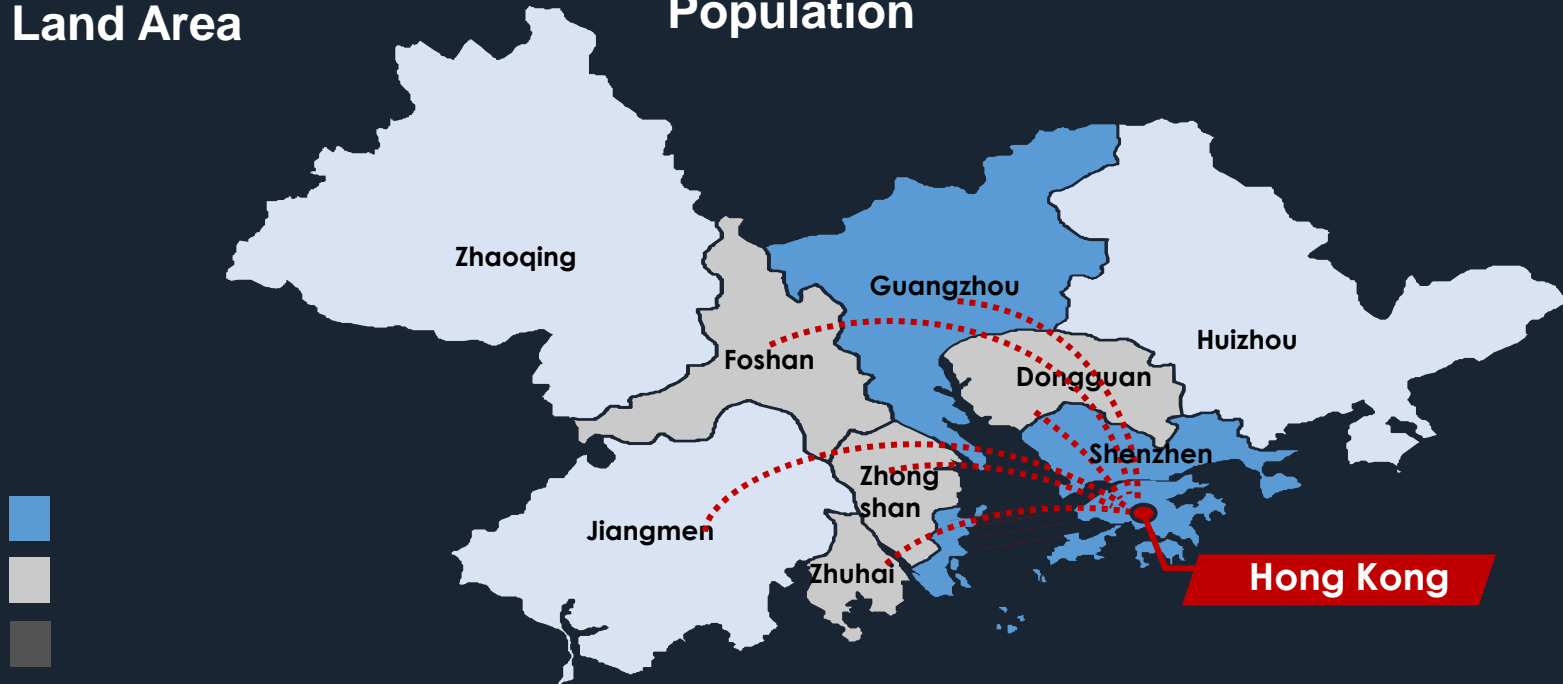 Land Area
Population
Zhaoqing
Guangzhou
Huizhou
Foshan
Dongguan
Shenzhen
Zhong
shan
Jiangmen
Zhuhai
Hong Kong